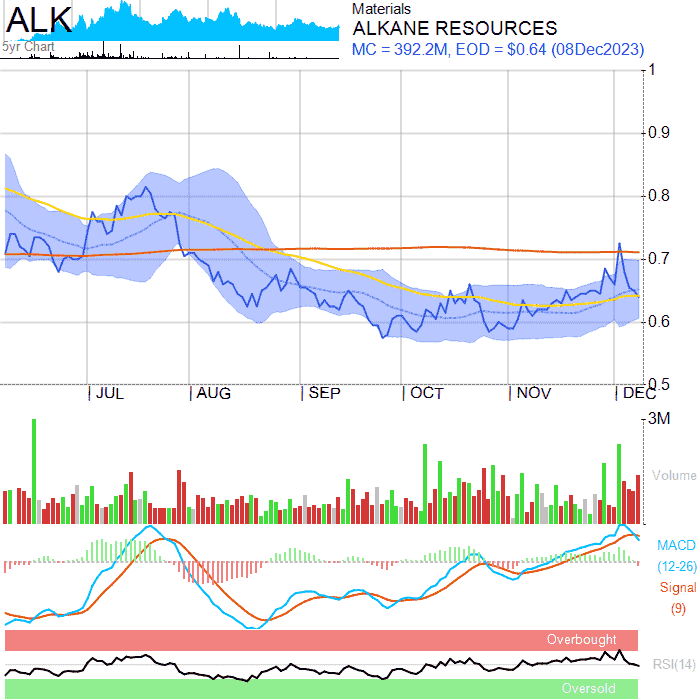 ALK
5yr Chart
Materials
ALKANE RESOURCES
MC = 392.2M, EOD = $0.64 (08Dec2023)
1
0.9
0.8
0.7
0.6
0.5
JUL
AUG
SEP
OCT
NOV
DEC
3M
Volume
MACD
(12-26)
Signal
(9)
Overbought
RSI(14)
Oversold